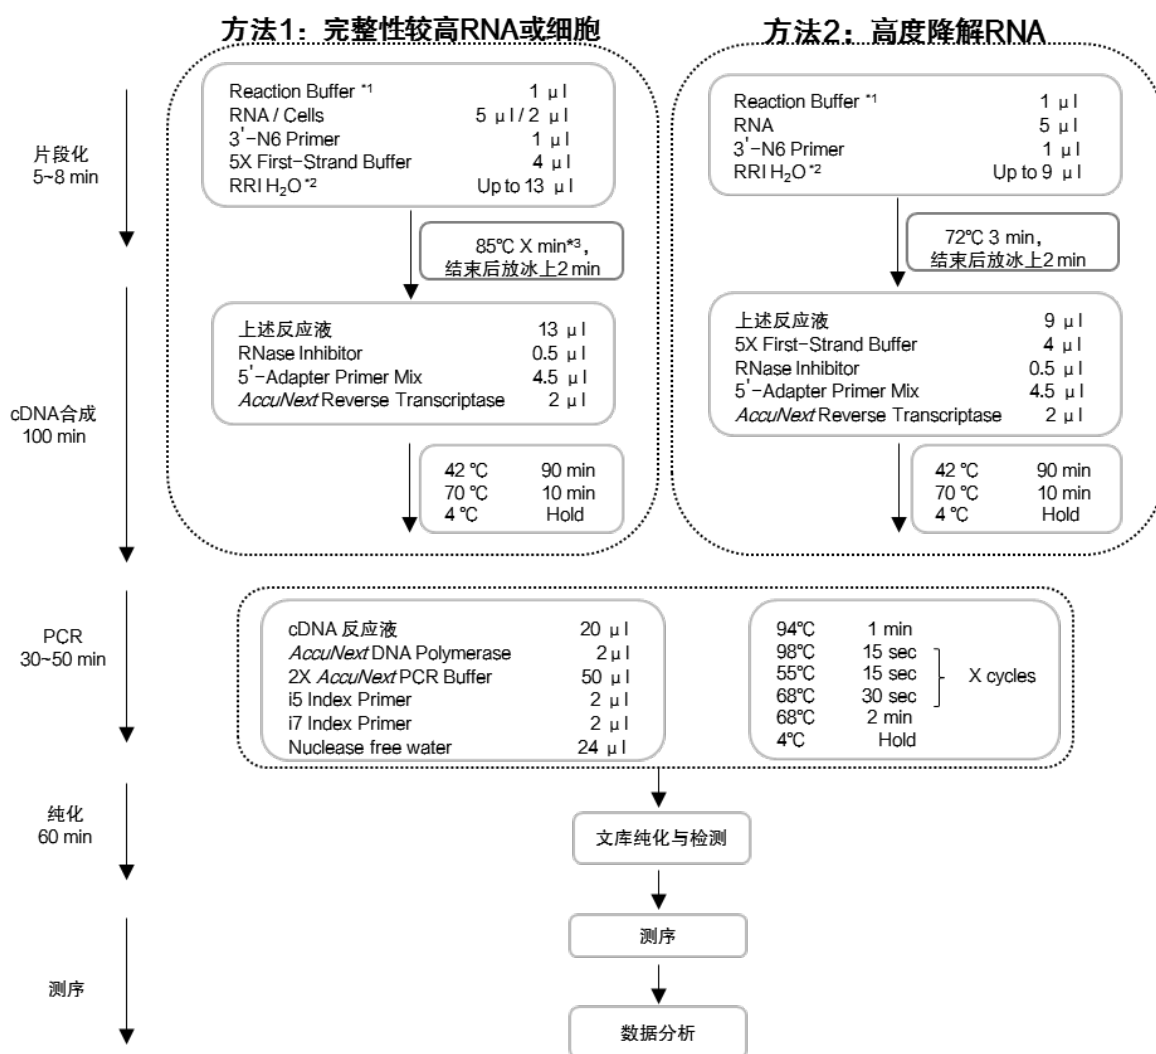 方法1：完整性较高RNA或细胞
方法2：高度降解RNA
片段化
5~8 min
Reaction Buffer *1 1 μl
RNA / Cells 5 μl / 2 μl
3'-N6 Primer 1 μl
5X First-Strand Buffer 4 μl
RRI H₂O *2 Up to 13 μl
Reaction Buffer *1 1 μl
RNA 5 μl
3'-N6 Primer 1 μl
RRI H₂O *2 Up to 9 μl
85℃ X min*3，
结束后放冰上2 min
72℃ 3 min，
结束后放冰上2 min
cDNA合成
100 min
上述反应液 13 μl
RNase Inhibitor 0.5 μl
5'-Adapter Primer Mix 4.5 μl
AccuNext Reverse Transcriptase 2 μl
上述反应液 9 μl
5X First-Strand Buffer 4 μl
RNase Inhibitor 0.5 μl
5'-Adapter Primer Mix 4.5 μl
AccuNext Reverse Transcriptase 2 μl
42 ℃ 90 min
70 ℃ 10 min
4 ℃ Hold
42 ℃ 90 min
70 ℃ 10 min
4 ℃ Hold
PCR
30~50 min
cDNA 反应液 20 μl
AccuNext DNA Polymerase 2 μl
2X AccuNext PCR Buffer 50 μl
i5 Index Primer 2 μl
i7 Index Primer 2 μl
Nuclease free water 24 μl
94℃ 1 min
98℃ 15 sec
55℃ 15 sec
68℃ 30 sec
X cycles
68℃ 2 min
4℃ Hold
纯化
60 min
文库纯化与检测
测序
测序
数据分析